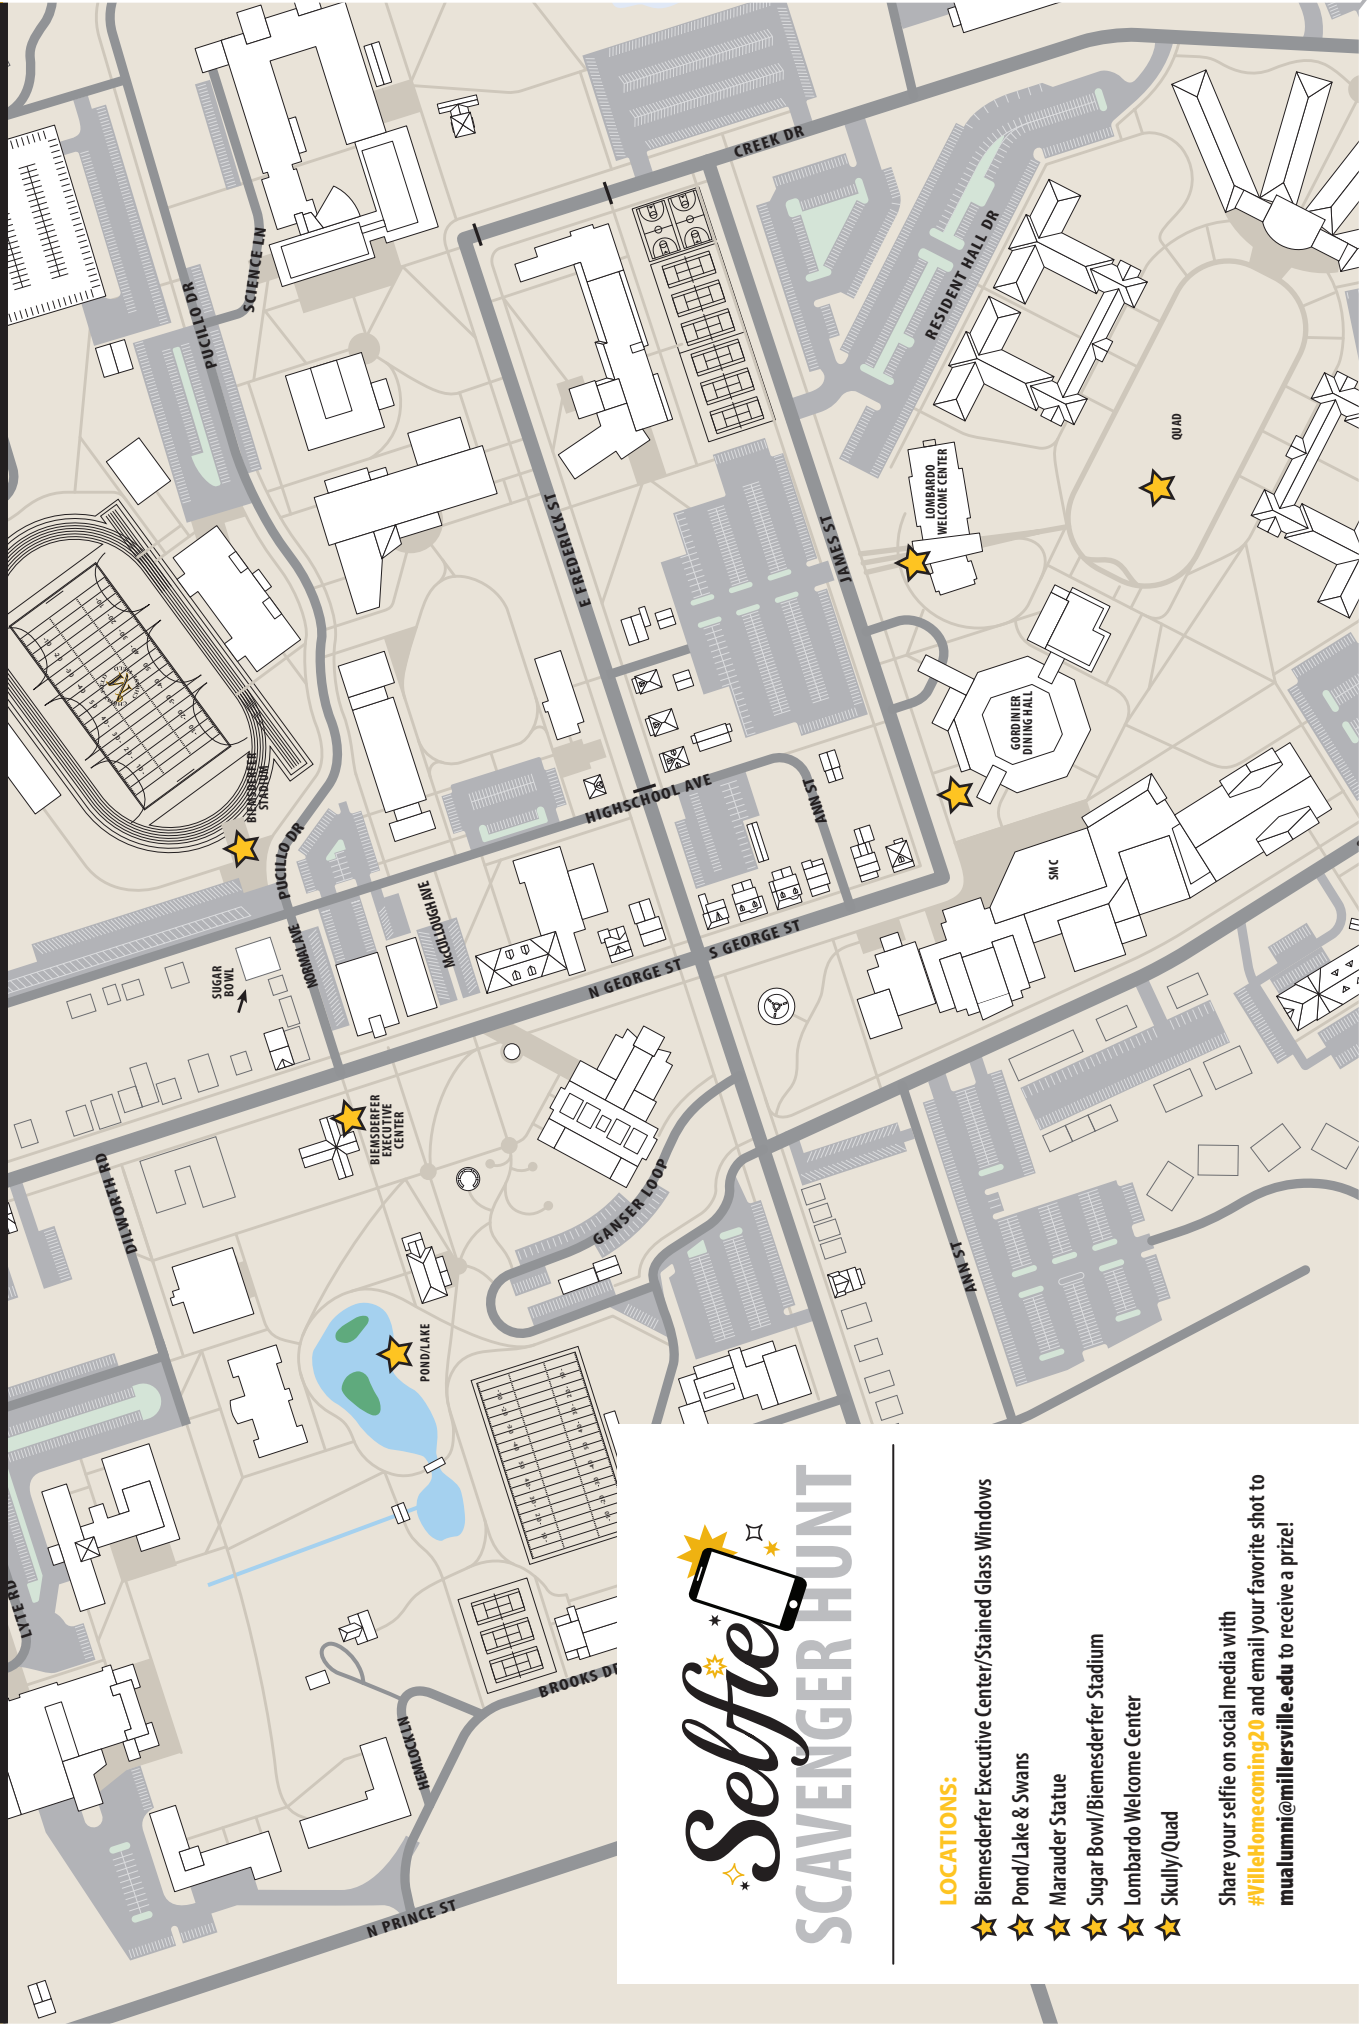 Selfie
SCAVENGER HUNT
LOCATIONS:
Biemesderfer Executive Center/Stained Glass Windows
Pond/Lake & Swans
Marauder Statue
Sugar Bowl/Biemesderfer Stadium
Lombardo Welcome Center
Skully/Quad
Share your selfie on social media with
#VilleHomecoming20 and email your favorite shot to
mualumni@millersville.edu to receive a prize!
LYTE RD
DILWORTH RD
N PRINCE ST
HEMLOCK LN
BROOKS DR
POND/LAKE
BIEMSDERFER
EXECUTIVE
CENTER
GANSER LOOP
SUGAR
BOWL
NORMAL AVE
McCULLOUGH AVE
N GEORGE ST
S GEORGE ST
ANN ST
BIEMSDERFER
STADIUM
PUCILLO DR
HIGHSCHOOL AVE
ANN ST
SMC
GORDINIER
DINING HALL
E FREDERICK ST
JAMES ST
LOMBARDO
WELCOME CENTER
QUAD
PUCILLO DR
SCIENCE LN
CREEK DR
RESIDENT HALL DR